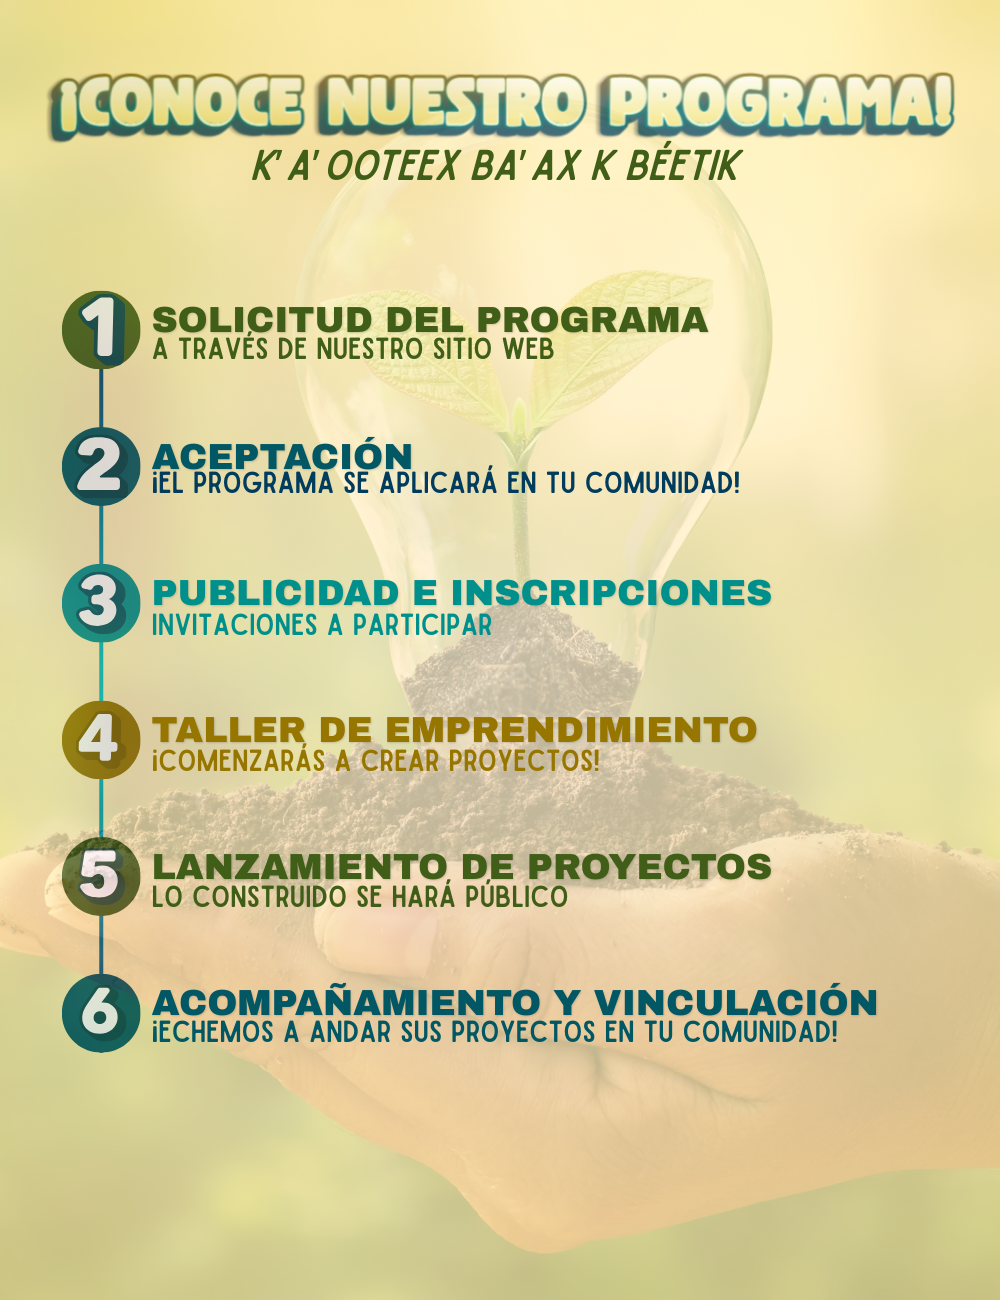 ¡CONOCE NUESTRO PROGRAMA!
K' A' OOTEEX BA' AX K BÉETIK
1
SOLICITUD DEL PROGRAMA
A TRAVÉS DE NUESTRO SITIO WEB
2
ACEPTACIÓN
¡EL PROGRAMA SE APLICARÁ EN TU COMUNIDAD!
3
PUBLICIDAD E INSCRIPCIONES
INVITACIONES A PARTICIPAR
4
TALLER DE EMPRENDIMIENTO
¡COMENZARÁS A CREAR PROYECTOS!
5
LANZAMIENTO DE PROYECTOS
LO CONSTRUIDO SE HARÁ PÚBLICO
6
ACOMPAÑAMIENTO Y VINCULACIÓN
¡ECHEMOS A ANDAR SUS PROYECTOS EN TU COMUNIDAD!